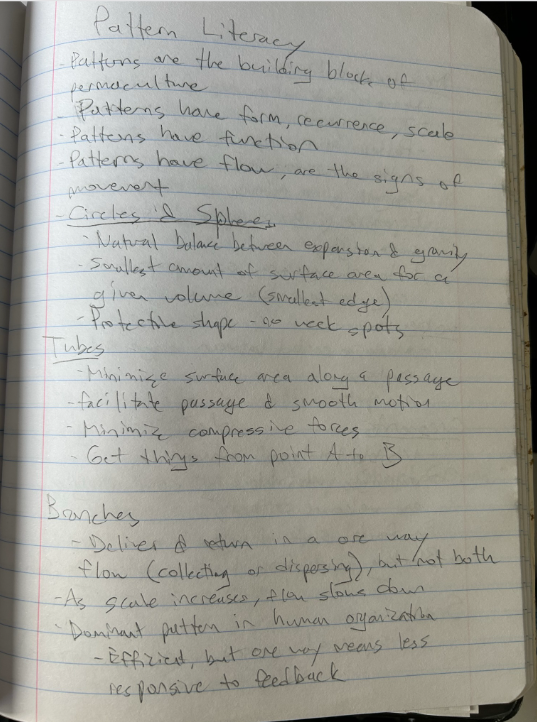 Pattern Literacy
- Patterns are the building blocks of
permaculture
- Patterns have form, recurrence, scale
- Patterns have function
- Patterns have flow, are the signs of
movement
- Circles & Spheres
- Natural balance between expansion & gravity
- Smallest amount of surface area for a
given volume (smallest edge)
- Protective shape - no weak spots
Tubes
- Minimize surface area along a passage
- facilitate passage & smooth motion
- Minimize compressive forces
- Get things from point A to B
Branches
- Deliver & return in a one way
flow (collecting or dispersing), but not both
- As scale increases, flow slows down
- Dominant pattern in human organization
- Efficient, but one way means less
responsive to feedback